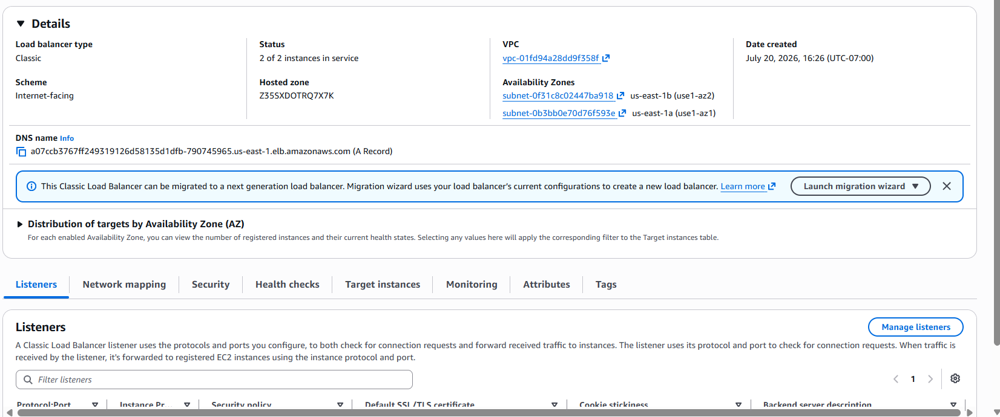 Details
Load balancer type
Classic
Status
2 of 2 instances in service
VPC
vpc-01fd94a28dd9f358f
Date created
July 20, 2026, 16:26 (UTC-07:00)
Scheme
Internet-facing
Hosted zone
Z35SXDOTRQ7X7K
Availability Zones
subnet-0f31c8c02447ba918 us-east-1b (use1-az2)
subnet-0b3bb0e70d76f593e us-east-1a (use1-az1)
DNS name Info
a07ccb3767ff249319126d58135d1dfb-790745965.us-east-1.elb.amazonaws.com (A Record)
This Classic Load Balancer can be migrated to a next generation load balancer. Migration wizard uses your load balancer's current configurations to create a new load balancer. Learn more
Launch migration wizard
Distribution of targets by Availability Zone (AZ)
For each enabled Availability Zone, you can view the number of registered instances and their current health states. Selecting any values here will apply the corresponding filter to the Target instances table.
Listeners Network mapping Security Health checks Target instances Monitoring Attributes Tags
Listeners
Manage listeners
A Classic Load Balancer listener uses the protocols and ports you configure, to both check for connection requests and forward received traffic to instances. The listener uses its protocol and port to check for connection requests. When traffic is
received by the listener, it's forwarded to registered EC2 instances using the instance protocol and port.
Filter listeners
1
Protocol:Port Instance Pr... Security policy Default SSL/TLS certificate Cookie stickiness Backend server description